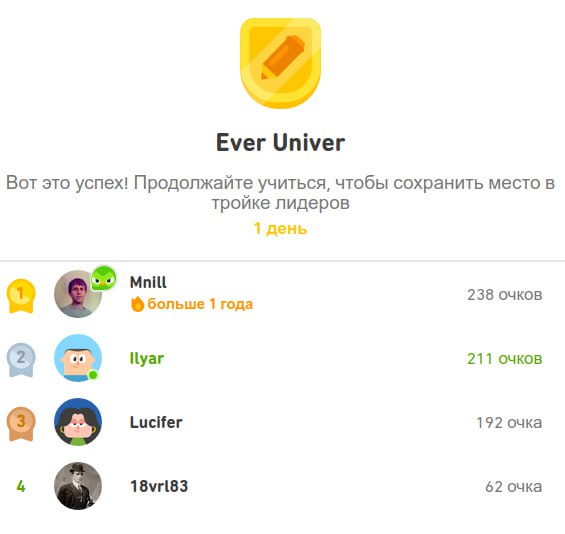 Ever Univer
Вот это успех! Продолжайте учиться, чтобы сохранить место в
тройке лидеров
1 день
1
Mnill
больше 1 года
238 очков
2
Ilyar
211 очков
3
Lucifer
192 очка
4
18vrl83
62 очка